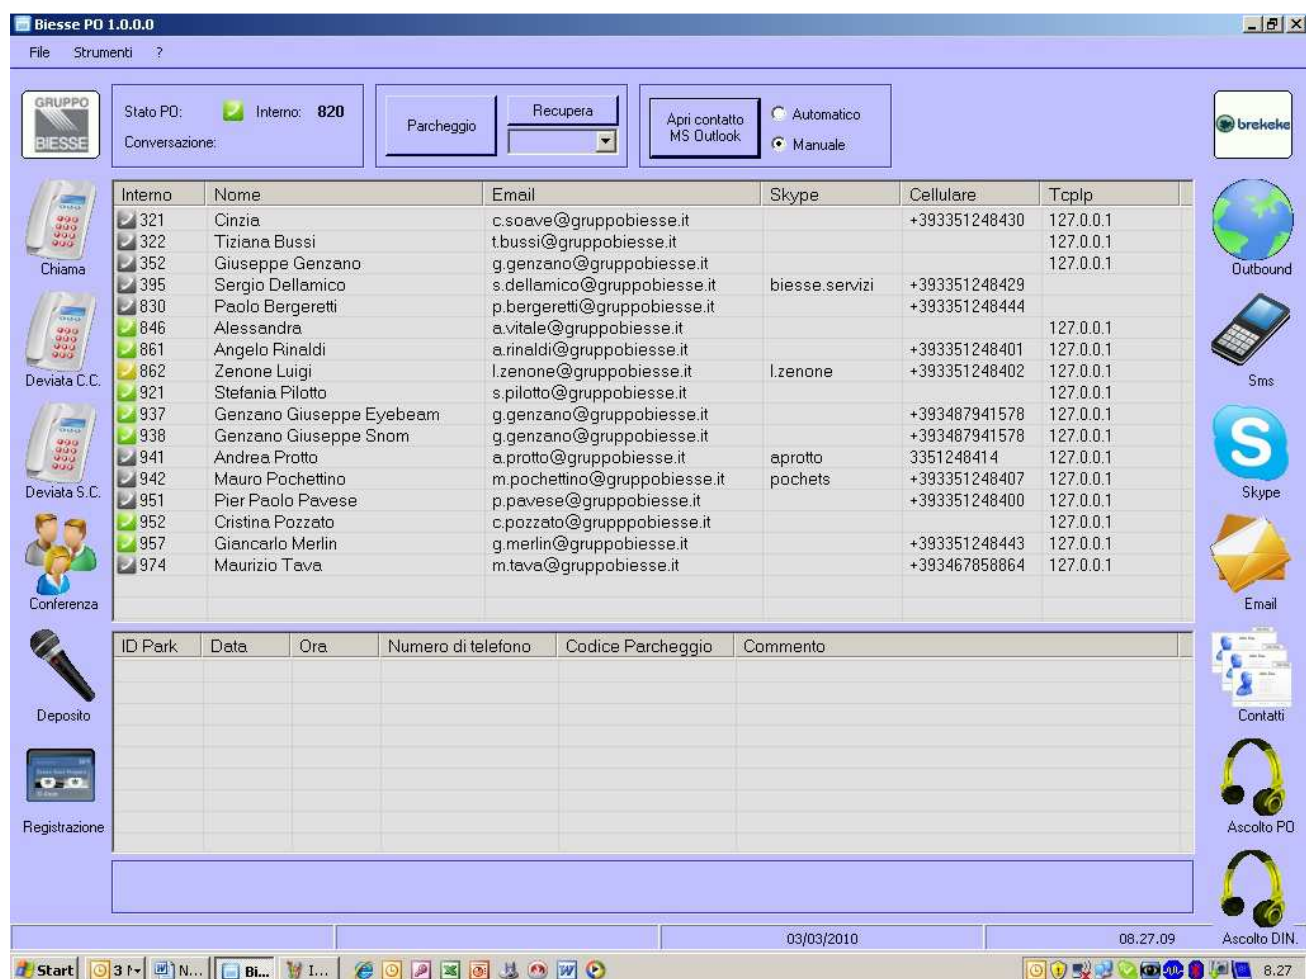 Biesse PO 1.0.0.0
File Strumenti ?
GRUPPO
BIESSE
Stato PO: Interno: 820
Conversazione:
Parcheggio
Recupera
Apri contatto
MS Outlook
Automatico
Manuale
brekeke
Interno Nome Email Skype Cellulare TcpIp
321 Cinzia c.soave@gruppobiesse.it +393351248430 127.0.0.1
322 Tiziana Bussi t.bussi@gruppobiesse.it 127.0.0.1
352 Giuseppe Genzano g.genzano@gruppobiesse.it 127.0.0.1
395 Sergio Dellamico s.dellamico@gruppobiesse.it biesse.servizi +393351248429
830 Paolo Bergeretti p.bergeretti@gruppobiesse.it +393351248444
846 Alessandra a.vitale@gruppobiesse.it 127.0.0.1
861 Angelo Rinaldi a.rinaldi@gruppobiesse.it +393351248401 127.0.0.1
862 Zenone Luigi l.zenone@gruppobiesse.it l.zenone +393351248402 127.0.0.1
921 Stefania Pilotto s.pilotto@gruppobiesse.it 127.0.0.1
937 Genzano Giuseppe Eyebeam g.genzano@gruppobiesse.it +393487941578 127.0.0.1
938 Genzano Giuseppe Snom g.genzano@gruppobiesse.it +393487941578 127.0.0.1
941 Andrea Protto a.protto@gruppobiesse.it aprotto 3351248414 127.0.0.1
942 Mauro Pochettino m.pochettino@gruppobiesse.it pochets +393351248407 127.0.0.1
951 Pier Paolo Pavese p.pavese@gruppobiesse.it +393351248400 127.0.0.1
952 Cristina Pozzato c.pozzato@grupppobiesse.it 127.0.0.1
957 Giancarlo Merlin g.merlin@gruppobiesse.it +393351248443 127.0.0.1
974 Maurizio Tava m.tava@gruppobiesse.it +393467858864 127.0.0.1
Chiama
Deviata C.C.
Deviata S.C.
Conferenza
Deposito
Registrazione
Outbound
Sms
Skype
Email
Contatti
Ascolto PO
Ascolto DIN.
ID Park Data Ora Numero di telefono Codice Parcheggio Commento
03/03/2010 08.27.09
Start 3 N... Bi... I... 8.27